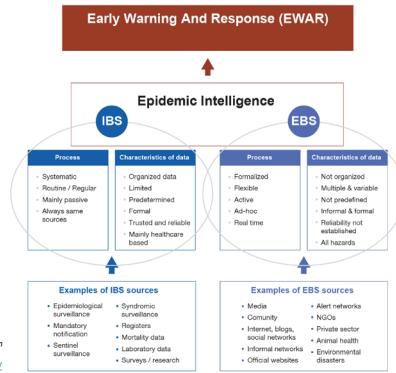 Early Warning And Response (EWAR)
Epidemic Intelligence
IBS
EBS
Process
Systematic
Routine / Regular
Mainly passive
Always same
sources
Characteristics of data
Organized data
Limited
Predetermined
Formal
Trusted and reliable
Mainly healthcare
based
Process
Formalized
Flexible
Active
Ad-hoc
Real time
Characteristics of data
Not organized
Multiple & variable
Not predefined
Informal & formal
Reliability not
established
All hazards
Examples of IBS sources
Epidemiological
surveillance
Mandatory
notification
Sentinel
surveillance
Syndromic
surveillance
Registers
Mortality data
Laboratory data
Surveys / research
Examples of EBS sources
Media
Comunity
Internet, blogs,
social networks
Informal networks
Official websites
Alert networks
NGOs
Private sector
Animal health
Environmental
disasters